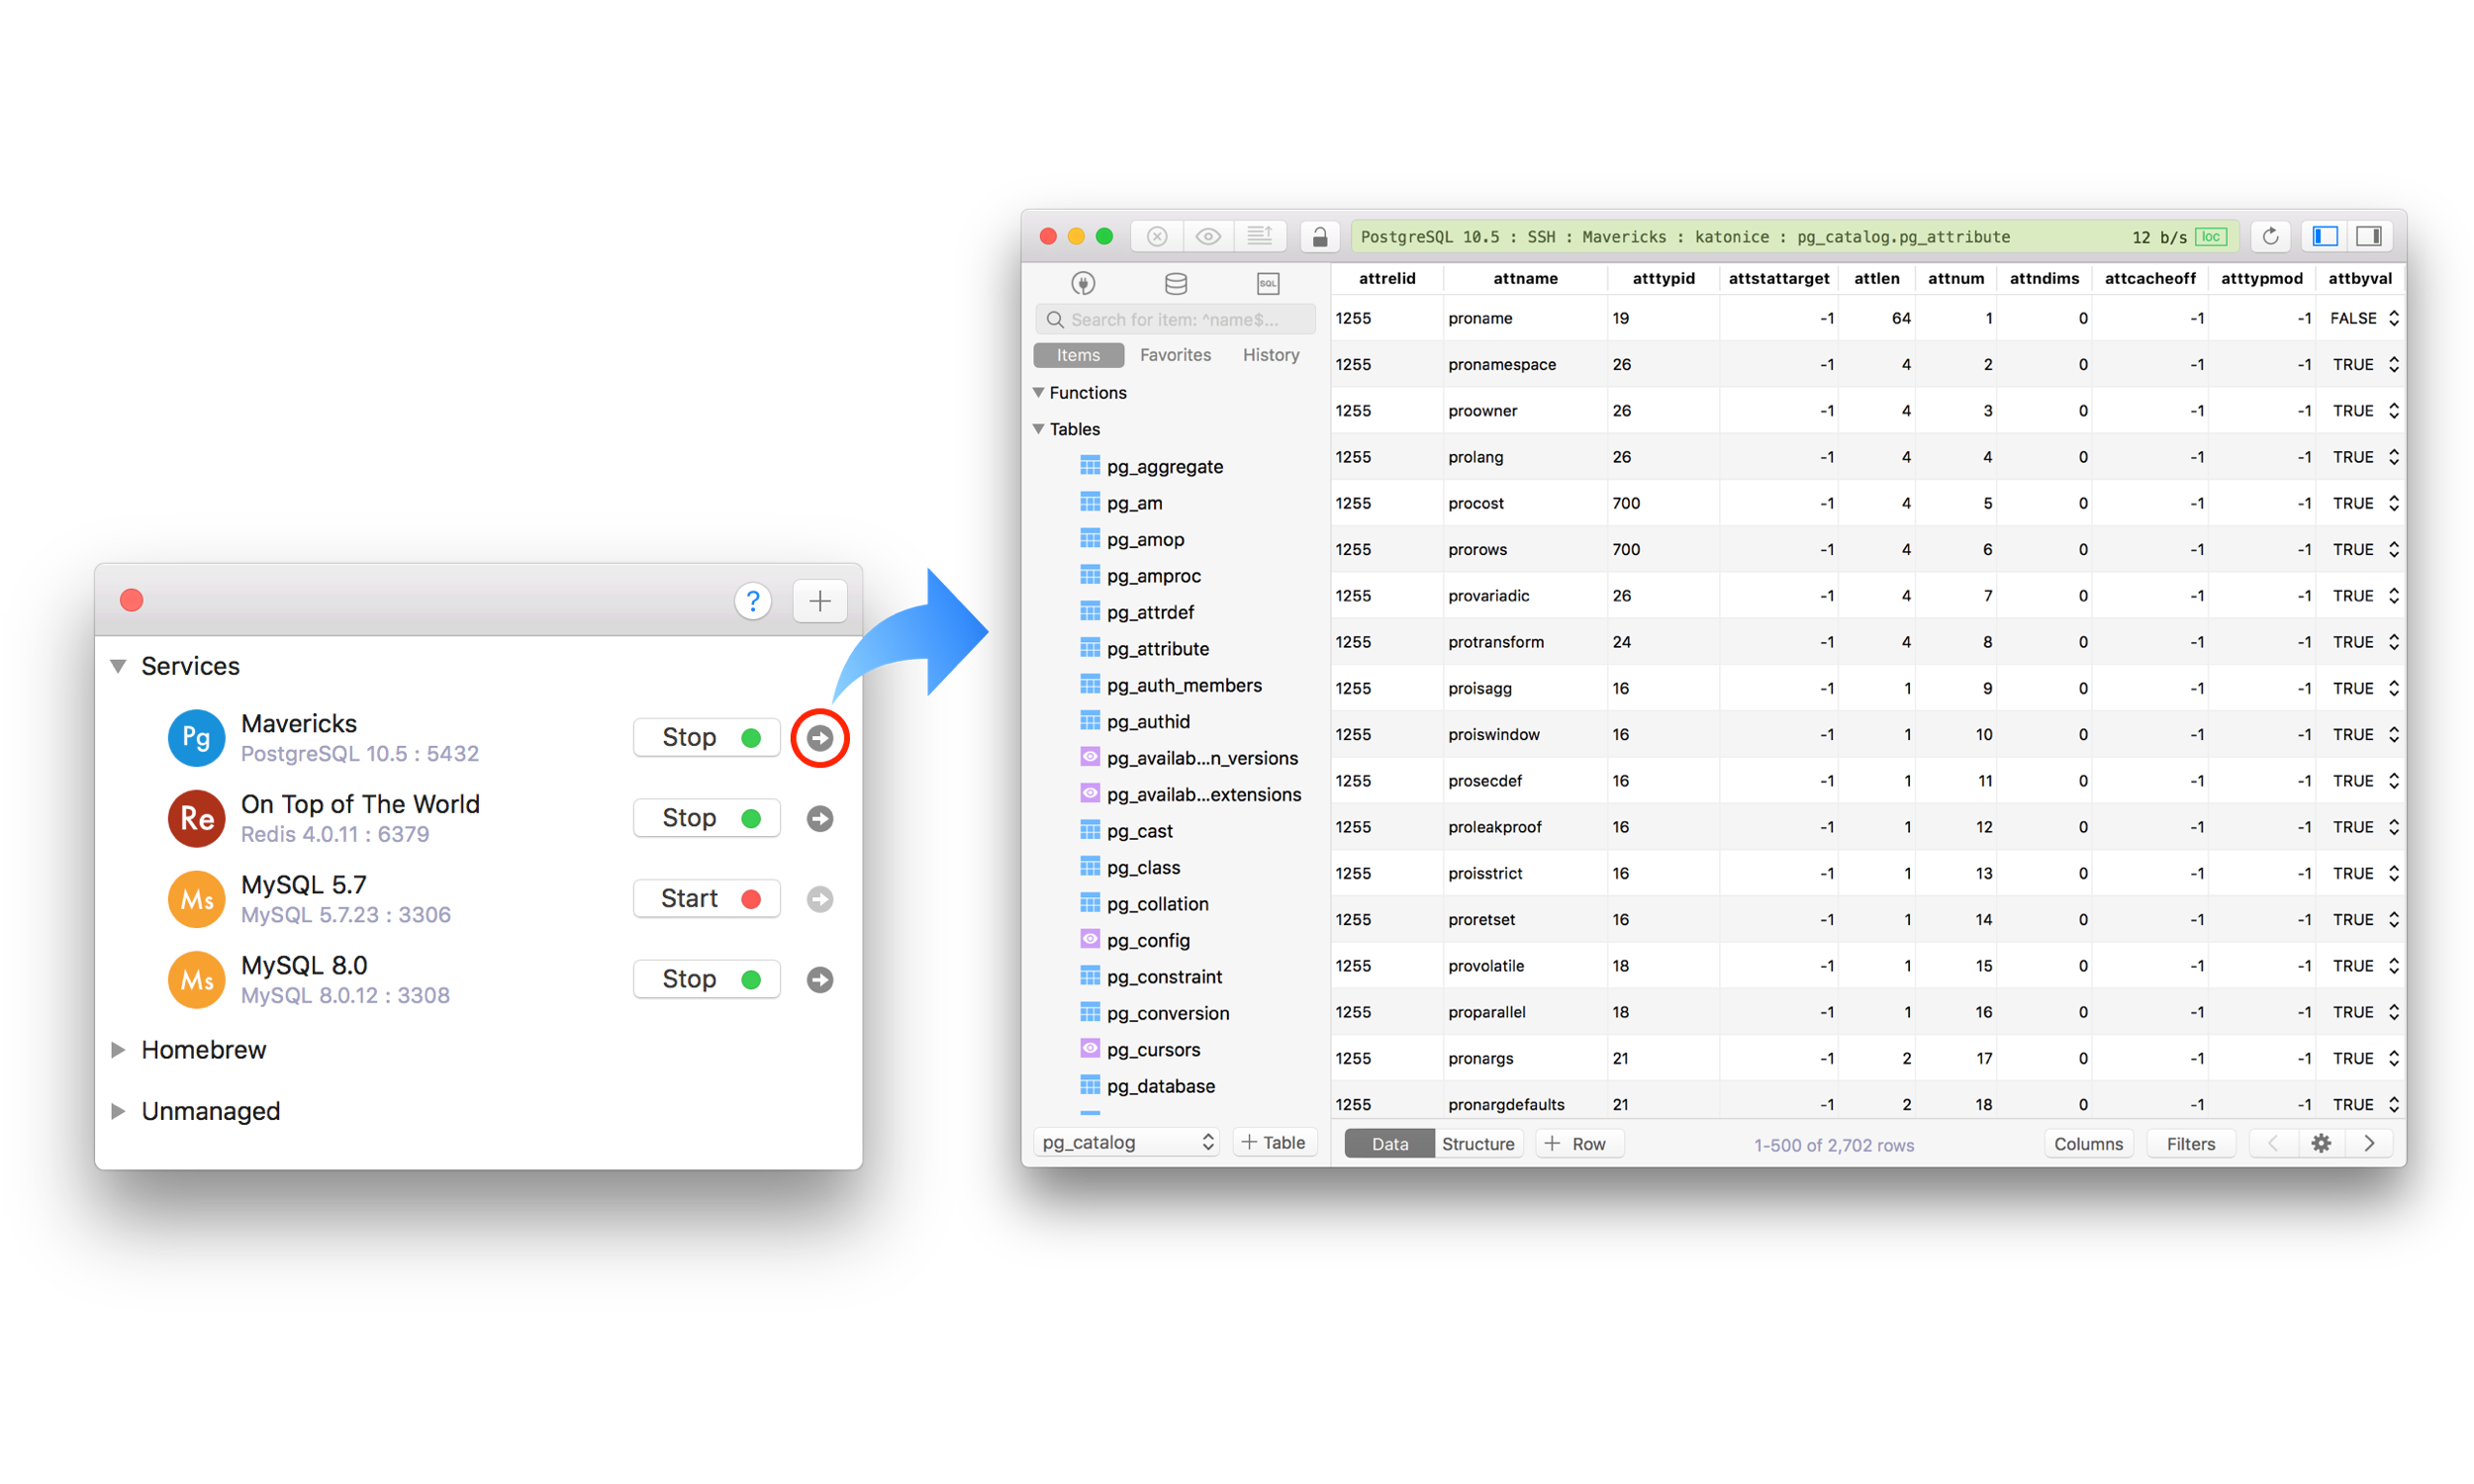 ?
Services
Pg
Mavericks
PostgreSQL 10.5 : 5432
Stop
Re
On Top of The World
Redis 4.0.11 : 6379
Stop
Ms
MySQL 5.7
MySQL 5.7.23 : 3306
Start
Ms
MySQL 8.0
MySQL 8.0.12 : 3308
Stop
Homebrew
Unmanaged
PostgreSQL 10.5 : SSH : Mavericks : katonice : pg_catalog.pg_attribute 12 b/s loc
SQL
Search for item: ^name$...
Items Favorites History
Functions
Tables
pg_aggregate
pg_am
pg_amop
pg_amproc
pg_attrdef
pg_attribute
pg_auth_members
pg_authid
pg_availab...n_versions
pg_availab...extensions
pg_cast
pg_class
pg_collation
pg_config
pg_constraint
pg_conversion
pg_cursors
pg_database
pg_catalog + Table
attrelid attname atttypid attstattarget attlen attnum attndims attcacheoff atttypmod attbyval
1255 proname 19 -1 64 1 0 -1 -1 FALSE
1255 pronamespace 26 -1 4 2 0 -1 -1 TRUE
1255 proowner 26 -1 4 3 0 -1 -1 TRUE
1255 prolang 26 -1 4 4 0 -1 -1 TRUE
1255 procost 700 -1 4 5 0 -1 -1 TRUE
1255 prorows 700 -1 4 6 0 -1 -1 TRUE
1255 provariadic 26 -1 4 7 0 -1 -1 TRUE
1255 protransform 24 -1 4 8 0 -1 -1 TRUE
1255 proisagg 16 -1 1 9 0 -1 -1 TRUE
1255 proiswindow 16 -1 1 10 0 -1 -1 TRUE
1255 prosecdef 16 -1 1 11 0 -1 -1 TRUE
1255 proleakproof 16 -1 1 12 0 -1 -1 TRUE
1255 proisstrict 16 -1 1 13 0 -1 -1 TRUE
1255 proretset 16 -1 1 14 0 -1 -1 TRUE
1255 provolatile 18 -1 1 15 0 -1 -1 TRUE
1255 proparallel 18 -1 1 16 0 -1 -1 TRUE
1255 pronargs 21 -1 2 17 0 -1 -1 TRUE
1255 pronargdefaults 21 -1 2 18 0 -1 -1 TRUE
Data Structure + Row 1-500 of 2,702 rows Columns Filters